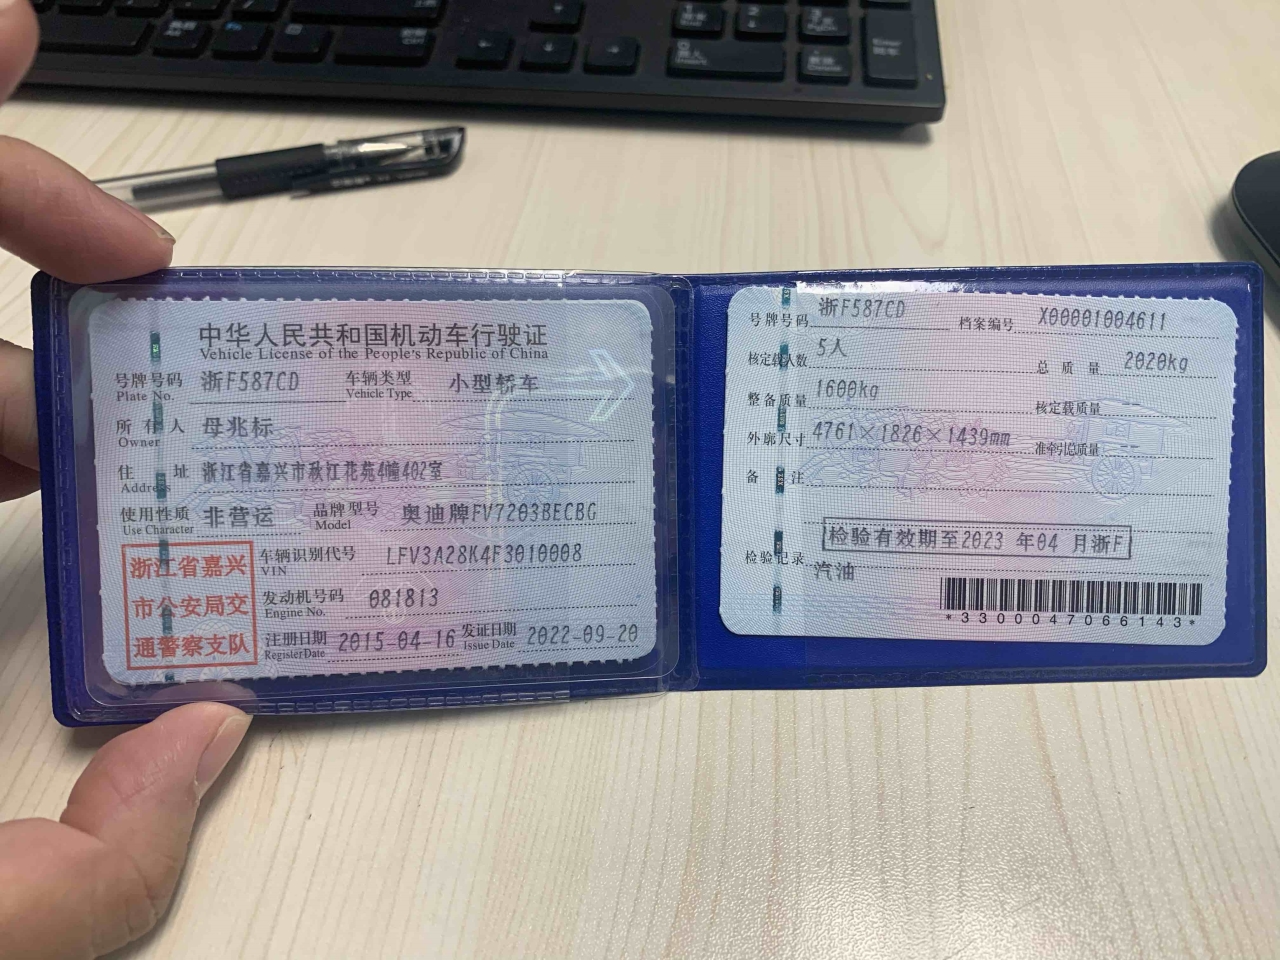 中华人民共和国机动车行驶证
Vehicle License of the People's Republic of China
号牌号码 浙F587CD 车辆类型 小型轿车
Plate No. Vehicle Type
所有人 母兆标
Owner
住址 浙江省嘉兴市秋江花苑4幢402室
Address
使用性质 非营运 品牌型号 奥迪牌FV7203BECBG
Use Character Model
浙江省嘉兴
市公安局交
通警察支队
车辆识别代号 LFV3A28K4F3010008
VIN
发动机号码 081813
Engine No.
注册日期 2015-04-16 发证日期 2022-09-20
Register Date Issue Date
号牌号码 浙F587CD 档案编号 X00001004611
核定载人数 5人 总质量 2020kg
整备质量 1600kg 核定载质量 --
外廓尺寸 4761×1826×1439mm 准牵引总质量 --
备注
检验有效期至2023 年04 月浙F
检验记录
汽油
*3300047066143*